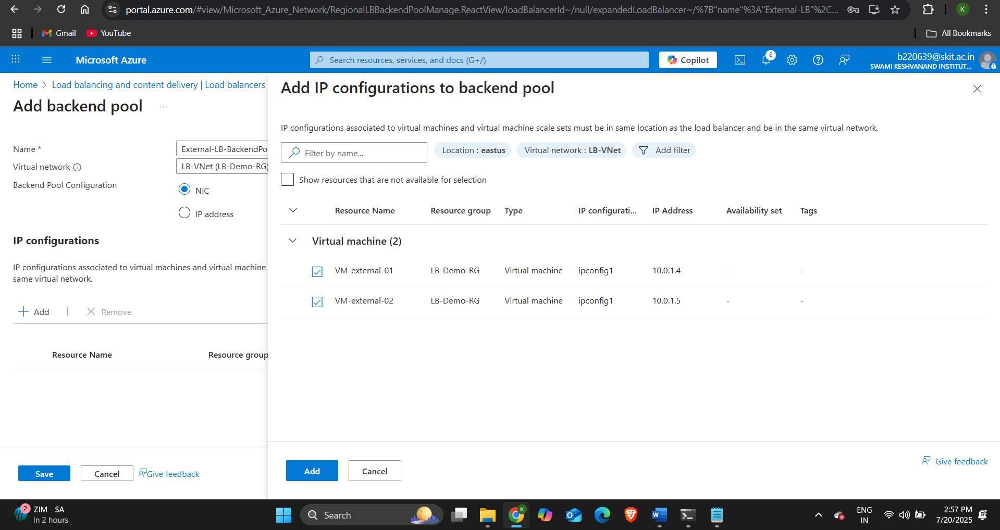 portal.azure.com/#view/Microsoft_Azure_Network/RegionalLBBackendPoolManage.ReactView/loadBalancerId~/null/expandedLoadBalancer~/%7B"name"%3A"External-LB"%2C...
K
Gmail
YouTube
All Bookmarks
Microsoft Azure
Search resources, services, and docs (G+/)
Copilot
8
b220639@skit.ac.in
SWAMI KESHVANAND INSTITUT...
Home > Load balancing and content delivery | Load balancers
Add backend pool ...
Name *
External-LB-BackendPo
Virtual network
LB-VNet (LB-Demo-RG)
Backend Pool Configuration
NIC
IP address
IP configurations
IP configurations associated to virtual machines and virtual machine
same virtual network.
Add | Remove
Resource Name Resource group
Save
Cancel
Give feedback
Add IP configurations to backend pool
IP configurations associated to virtual machines and virtual machine scale sets must be in same location as the load balancer and be in the same virtual network.
Filter by name...
Location : eastus
Virtual network : LB-VNet
Add filter
Show resources that are not available for selection
Resource Name Resource group Type IP configurati... IP Address Availability set Tags
Virtual machine (2)
VM-external-01 LB-Demo-RG Virtual machine ipconfig1 10.0.1.4 - -
VM-external-02 LB-Demo-RG Virtual machine ipconfig1 10.0.1.5 - -
Add
Cancel
Give feedback
2
ZIM - SA
In 2 hours
Search
K
ENG
IN
2:57 PM
7/20/2025